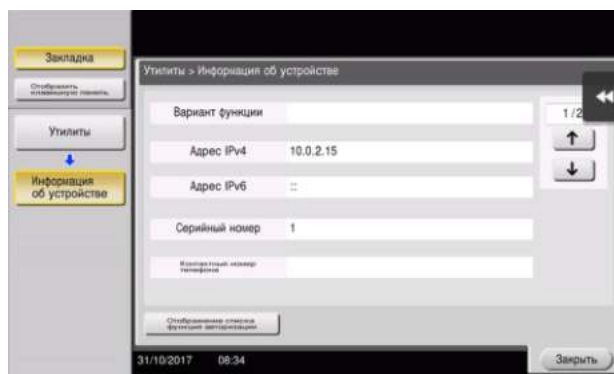 Закладка
Отобразить
клавишную панель
Утилиты
Информация
об устройстве
Утилиты > Информация об устройстве
Вариант функции
1/2
Адрес IPv4 10.0.2.15
Адрес IPv6 ::
Серийный номер 1
Контактный номер
телефона
Отображение списка
функций авторизации
31/10/2017 08:34
Закрыть